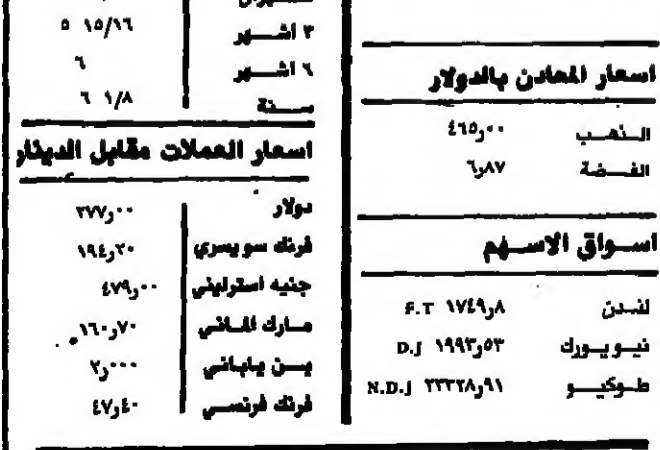 اسعار المعادن بالدولار
الذهب ٤٦٥٫٠٠
الفضة ٦٫٨٧
اسواق الاسهم
لندن ١٧٤٩٫٨ F.T
نيويورك ١٩٩٣٫٥٣ D.J
طوكيو ٢٣٣٢٨٫٩١ N.D.J
٣ اشهر ١٥/١٦ ٥
٦ اشهر ٦
سنة ١/٨ ٦
اسعار العملات مقابل الدينار
دولار ٣٧٧٫٠٠
فرنك سويسري ١٩٤٫٢٠
جنيه استرليني ٤٧٩٫٠٠
مارك الماني ١٦٠٫٧٠
ين ياباني ٢٫٠٠٠
فرنك فرنسي ٤٧٫٤٠